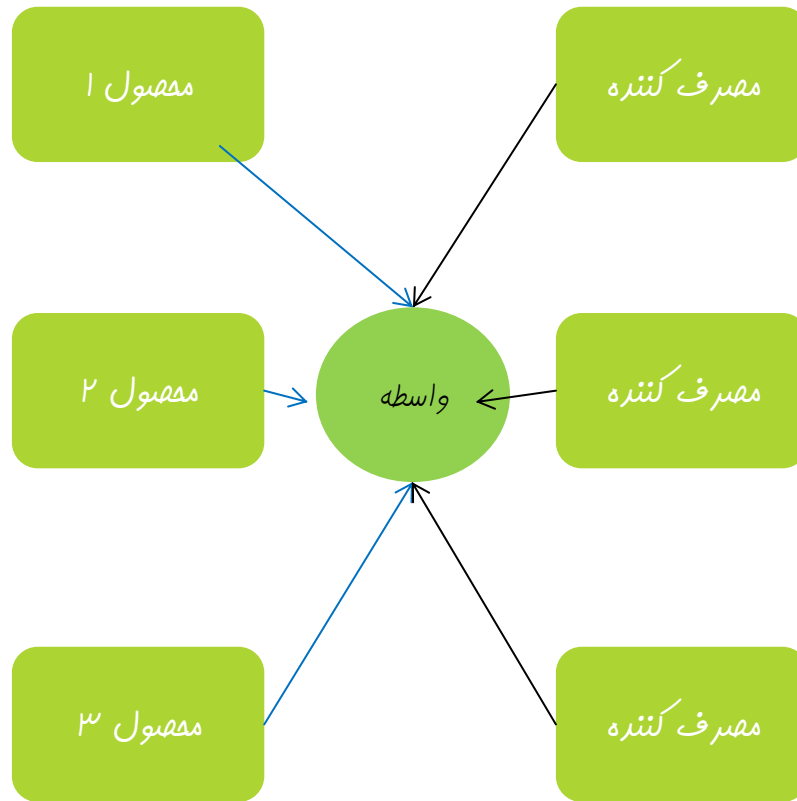 مصرف کننده
محصول ۱
مصرف کننده
واسطه
محصول ۲
مصرف کننده
محصول ۳